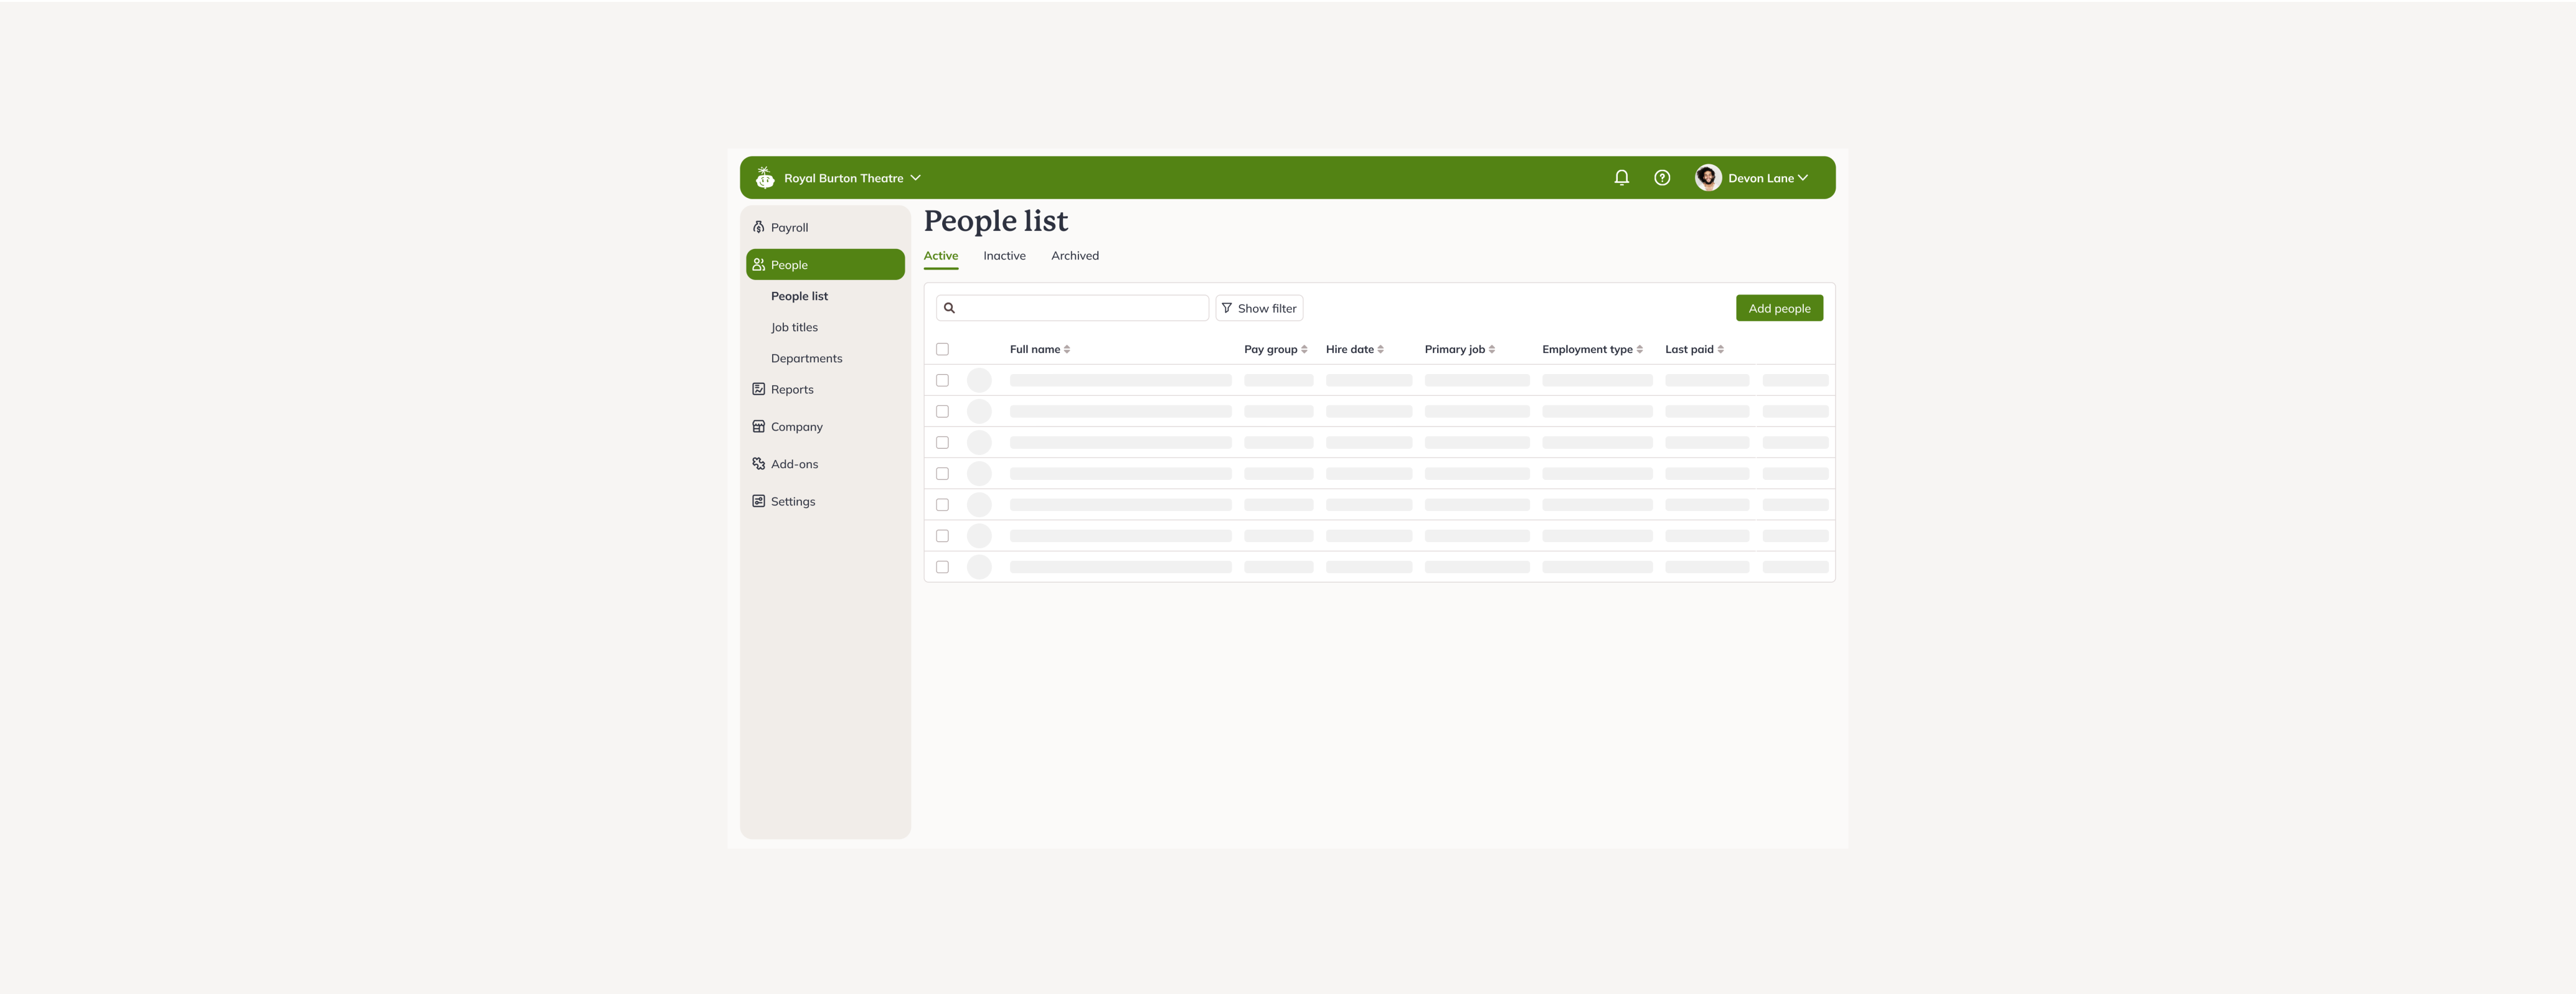 Royal Burton Theatre
Devon Lane
Payroll
People
People list
Job titles
Departments
Reports
Company
Add-ons
Settings
People list
Active Inactive Archived
Show filter
Add people
Full name Pay group Hire date Primary job Employment type Last paid